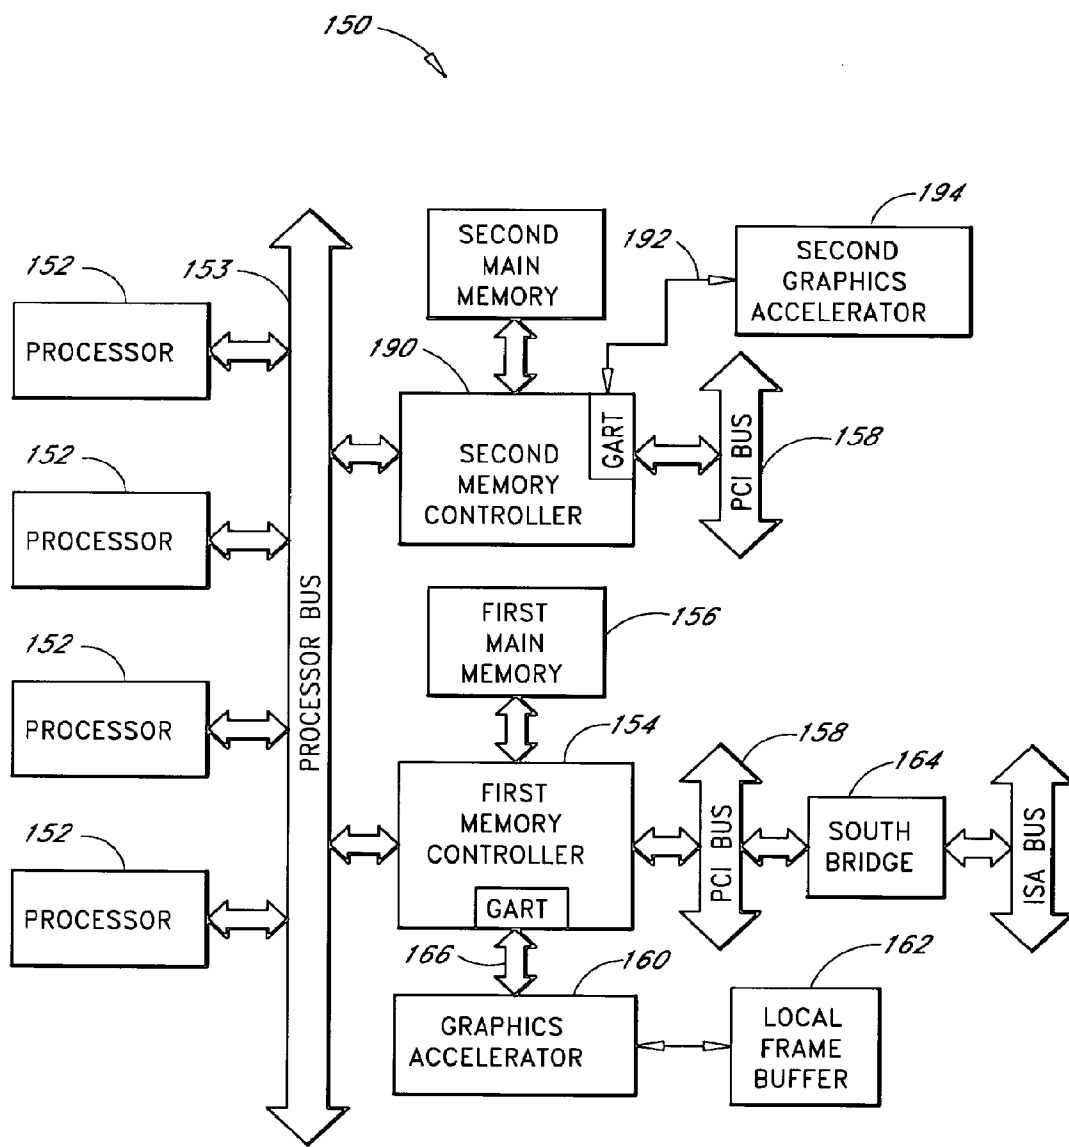 150
194
SECOND
MAIN
MEMORY
192
SECOND
GRAPHICS
ACCELERATOR
152
153
PROCESSOR
190
GART
PCI BUS
158
SECOND
MEMORY
CONTROLLER
152
PROCESSOR
PROCESSOR BUS
FIRST
MAIN
MEMORY
156
152
PROCESSOR
154
158
164
FIRST
MEMORY
CONTROLLER
GART
PCI BUS
SOUTH
BRIDGE
ISA BUS
152
PROCESSOR
166
160
162
GRAPHICS
ACCELERATOR
LOCAL
FRAME
BUFFER